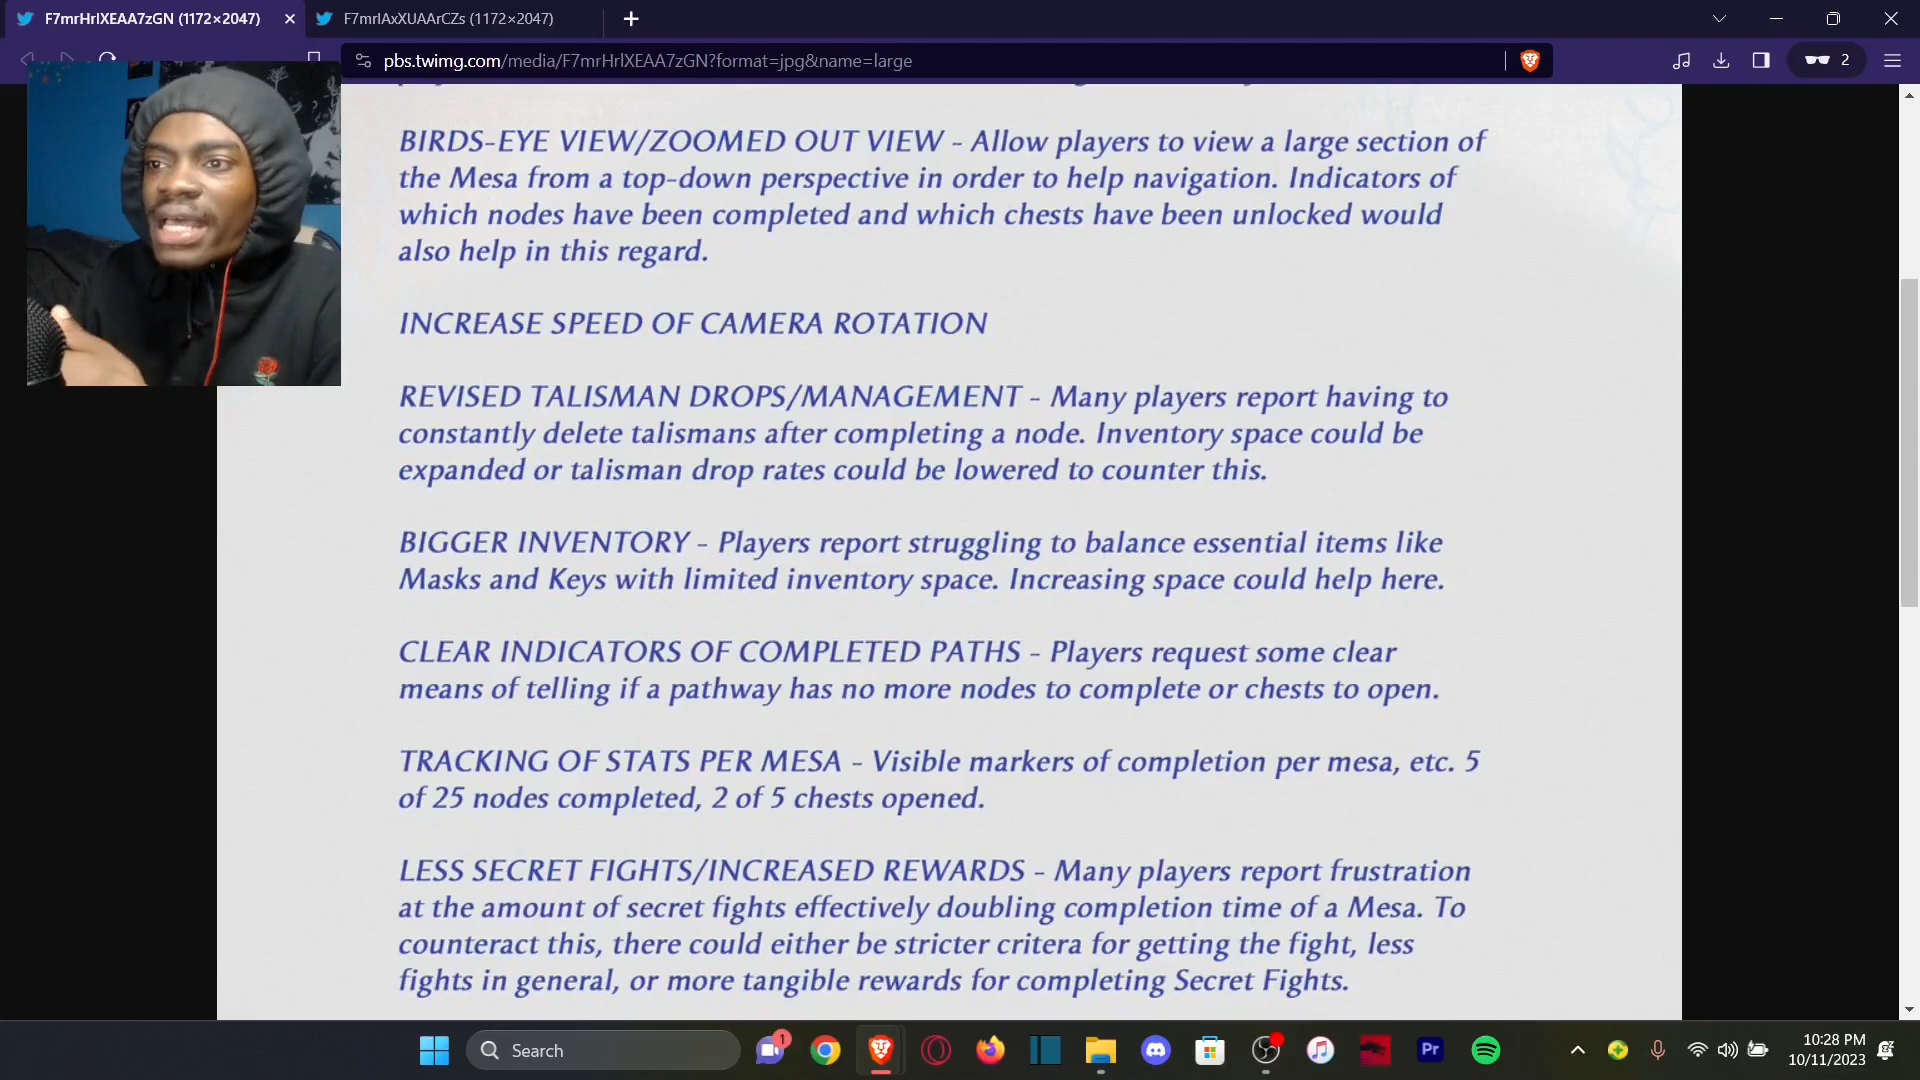 F7mrHrlXEAA7zGN (1172×2047)
F7mrIAxXUAArCZs (1172×2047)
pbs.twimg.com/media/F7mrHrlXEAA7zGN?format=jpg&name=large
2
BIRDS-EYE VIEW/ZOOMED OUT VIEW - Allow players to view a large section of
the Mesa from a top-down perspective in order to help navigation. Indicators of
which nodes have been completed and which chests have been unlocked would
also help in this regard.
INCREASE SPEED OF CAMERA ROTATION
REVISED TALISMAN DROPS/MANAGEMENT - Many players report having to
constantly delete talismans after completing a node. Inventory space could be
expanded or talisman drop rates could be lowered to counter this.
BIGGER INVENTORY - Players report struggling to balance essential items like
Masks and Keys with limited inventory space. Increasing space could help here.
CLEAR INDICATORS OF COMPLETED PATHS - Players request some clear
means of telling if a pathway has no more nodes to complete or chests to open.
TRACKING OF STATS PER MESA - Visible markers of completion per mesa, etc. 5
of 25 nodes completed, 2 of 5 chests opened.
LESS SECRET FIGHTS/INCREASED REWARDS - Many players report frustration
at the amount of secret fights effectively doubling completion time of a Mesa. To
counteract this, there could either be stricter critera for getting the fight, less
fights in general, or more tangible rewards for completing Secret Fights.
Search
1
Pr
10:28 PM
10/11/2023